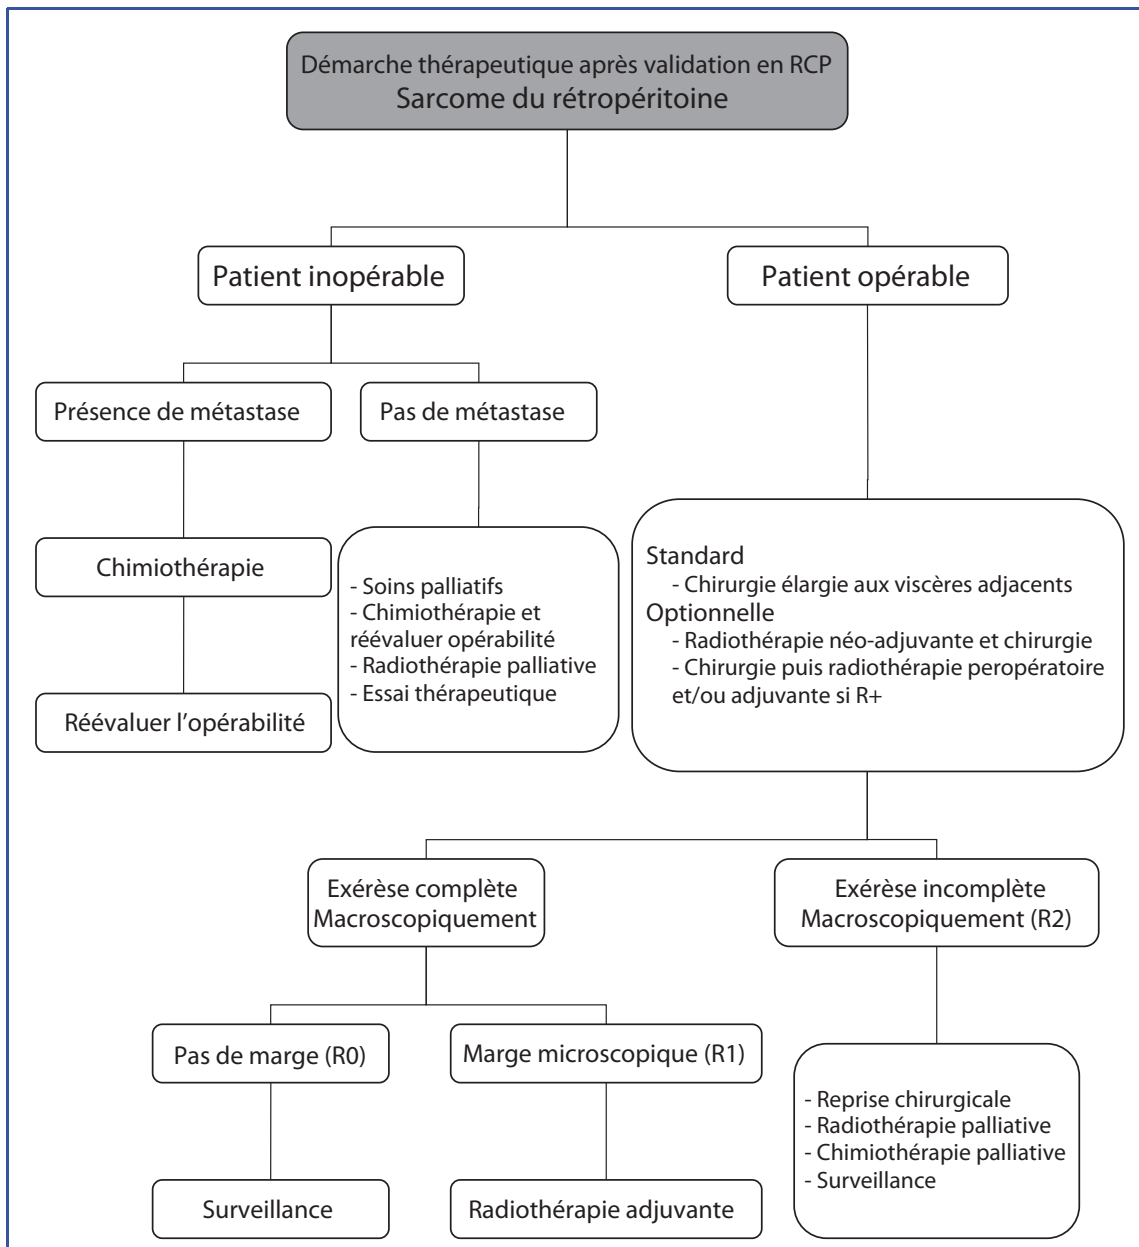 Démarche thérapeutique après validation en RCP
Sarcome du rétropéritoine
Patient inopérable
Patient opérable
Présence de métastase
Pas de métastase
Chimiothérapie
- Soins palliatifs
- Chimiothérapie et
réévaluer opérabilité
- Radiothérapie palliative
- Essai thérapeutique
Réévaluer l'opérabilité
Standard
- Chirurgie élargie aux viscères adjacents
Optionnelle
- Radiothérapie néo-adjuvante et chirurgie
- Chirurgie puis radiothérapie peropératoire
et/ou adjuvante si R+
Exérèse complète
Macroscopiquement
Exérèse incomplète
Macroscopiquement (R2)
Pas de marge (R0)
Marge microscopique (R1)
- Reprise chirurgicale
- Radiothérapie palliative
- Chimiothérapie palliative
- Surveillance
Surveillance
Radiothérapie adjuvante